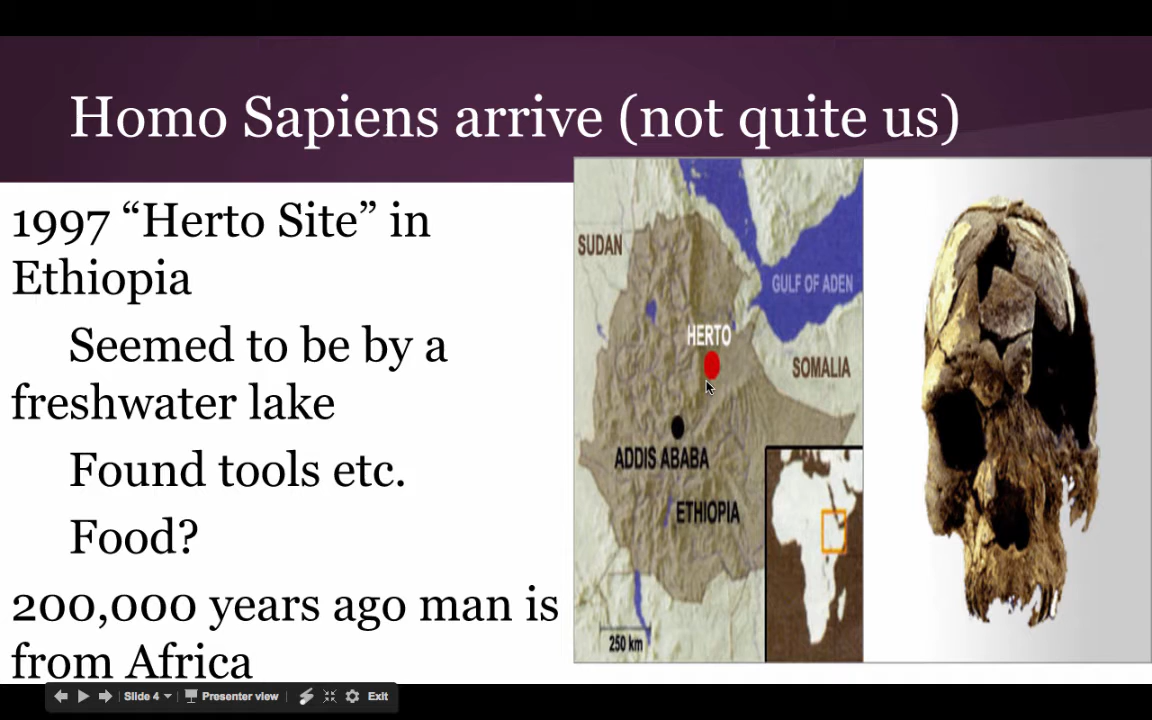 Homo Sapiens arrive (not quite us)
1997 “Herto Site” in
Ethiopia
Seemed to be by a
freshwater lake
Found tools etc.
Food?
200,000 years ago man is
from Africa
SUDAN
GULF OF ADEN
HERTO
SOMALIA
ADDIS ABABA
ETHIOPIA
250 km
Slide 4
Presenter view
Exit